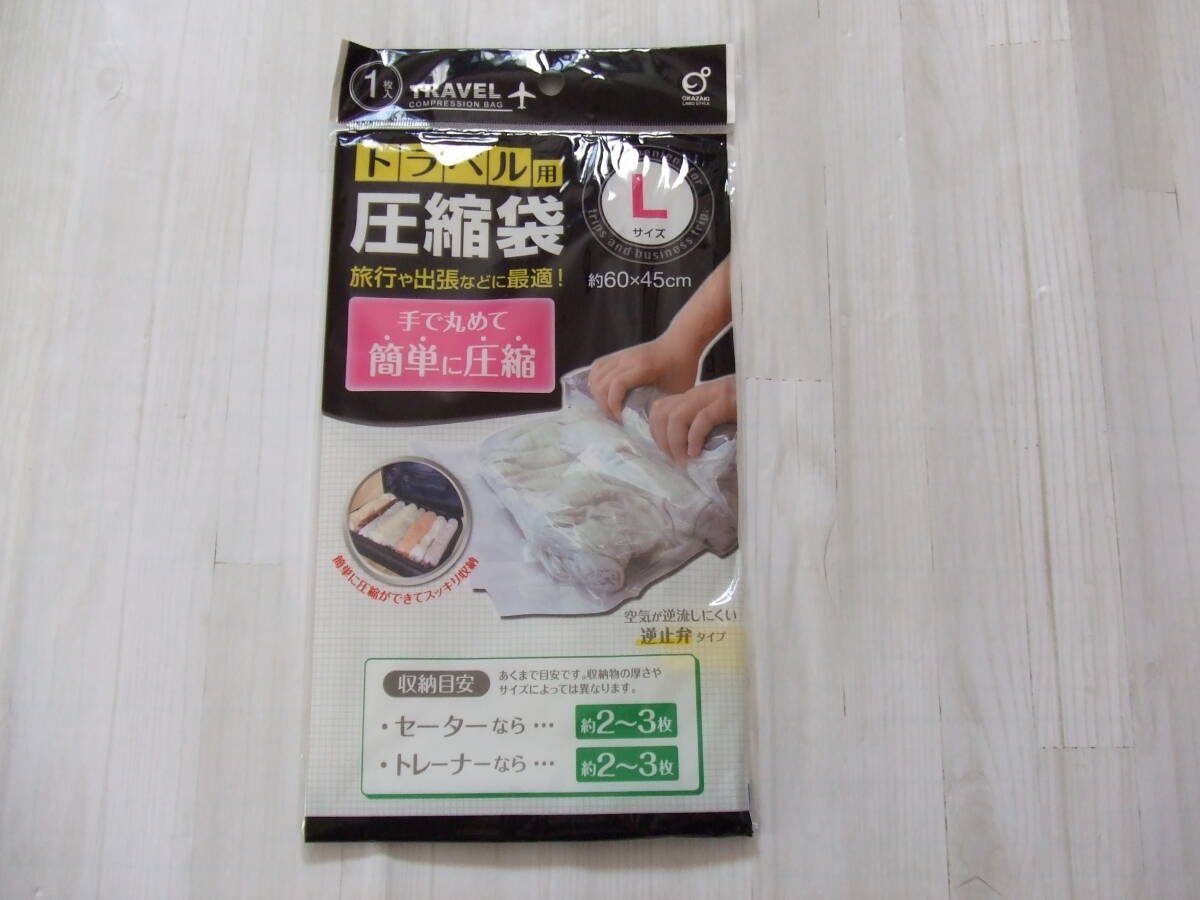 1枚入
TRAVEL
COMPRESSION BAG
OKAZAKI
LABO STYLE
トラベル用
圧縮袋
旅行や出張などに最適!
L
サイズ
trips and business trip.
約60×45cm
手で丸めて
簡単に圧縮
簡単に圧縮ができてスッキリ収納
空気が逆流しにくい
逆止弁タイプ
収納目安
あくまで目安です。収納物の厚さや
サイズによっては異なります。
・セーターなら… 約2〜3枚
・トレーナーなら… 約2〜3枚